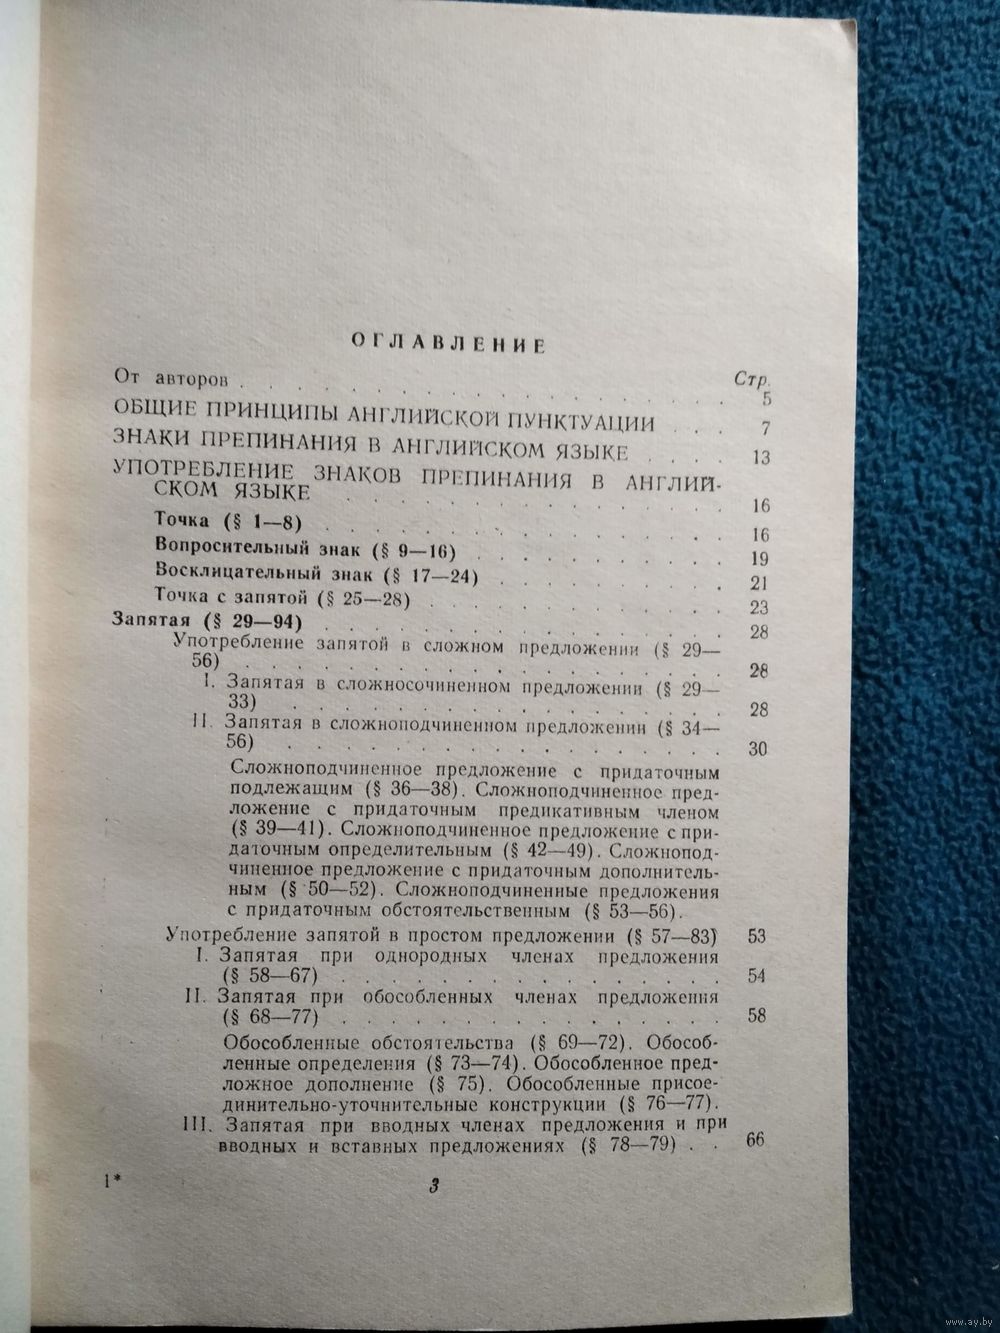 ОГЛАВЛЕНИЕ
Стр.
От авторов . . . . . . . . . . . . . . . . . 5
ОБЩИЕ ПРИНЦИПЫ АНГЛИЙСКОЙ ПУНКТУАЦИИ . . . 7
ЗНАКИ ПРЕПИНАНИЯ В АНГЛИЙСКОМ ЯЗЫКЕ . . . . 13
УПОТРЕБЛЕНИЕ ЗНАКОВ ПРЕПИНАНИЯ В АНГЛИЙ-
СКОМ ЯЗЫКЕ . . . . . . . . . . . . . . 16
Точка (§ 1—8) . . . . . . . . . . . . . . 16
Вопросительный знак (§ 9—16) . . . . . . . . 19
Восклицательный знак (§ 17—24) . . . . . . . . 21
Точка с запятой (§ 25—28) . . . . . . . . . . 23
Запятая (§ 29—94) . . . . . . . . . . . . . . 28
Употребление запятой в сложном предложении (§ 29—
56) . . . . . . . . . . . . . . . . . 28
I. Запятая в сложносочиненном предложении (§ 29—
33) . . . . . . . . . . . . . . . . 28
II. Запятая в сложноподчиненном предложении (§ 34—
56) . . . . . . . . . . . . . . . . 30
Сложноподчиненное предложение с придаточным
подлежащим (§ 36—38). Сложноподчиненное пред-
ложение с придаточным предикативным членом
(§ 39—41). Сложноподчиненное предложение с при-
даточным определительным (§ 42—49). Сложнопод-
чиненное предложение с придаточным дополнитель-
ным (§ 50—52). Сложноподчиненные предложения
с придаточным обстоятельственным (§ 53—56).
Употребление запятой в простом предложении (§ 57—83) 53
I. Запятая при однородных членах предложения
(§ 58—67) . . . . . . . . . . . . . . 54
II. Запятая при обособленных членах предложения
(§ 68—77) . . . . . . . . . . . . . . 58
Обособленные обстоятельства (§ 69—72). Обособ-
ленные определения (§ 73—74). Обособленное пред-
ложное дополнение (§ 75). Обособленные присое-
динительно-уточнительные конструкции (§ 76—77).
III. Запятая при вводных членах предложения и при
вводных и вставных предложениях (§ 78—79) . . 66
1*
3
www.ay.by